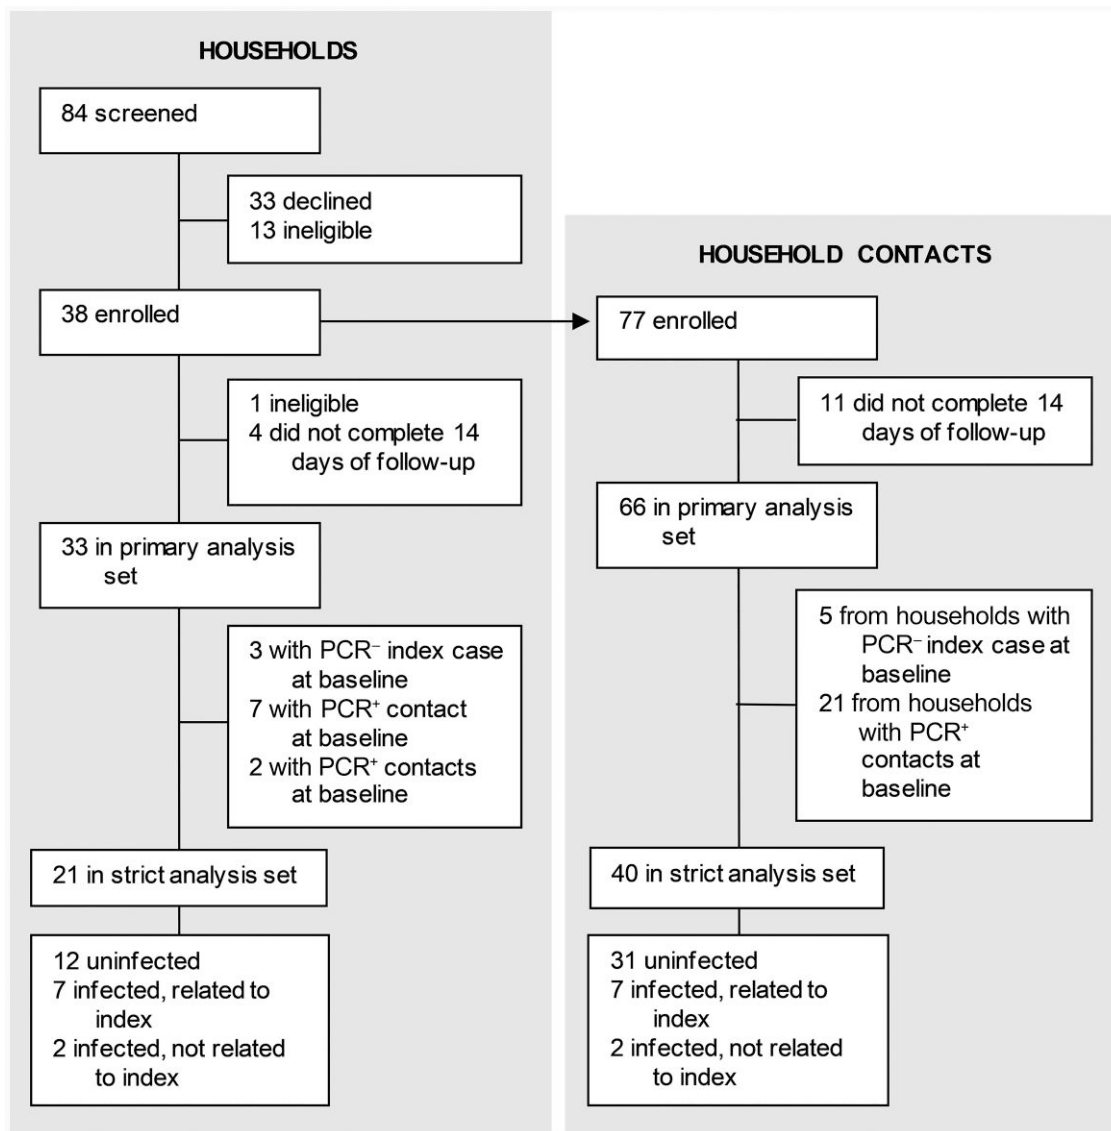 HOUSEHOLDS
84 screened
33 declined
13 ineligible
38 enrolled
1 ineligible
4 did not complete 14
days of follow-up
33 in primary analysis
set
3 with PCR⁻ index case
at baseline
7 with PCR⁺ contact
at baseline
2 with PCR⁺ contacts
at baseline
21 in strict analysis set
12 uninfected
7 infected, related to
index
2 infected, not related
to index
HOUSEHOLD CONTACTS
77 enrolled
11 did not complete 14
days of follow-up
66 in primary analysis
set
5 from households with
PCR⁻ index case at
baseline
21 from households
with PCR⁺
contacts at
baseline
40 in strict analysis set
31 uninfected
7 infected, related to
index
2 infected, not related
to index